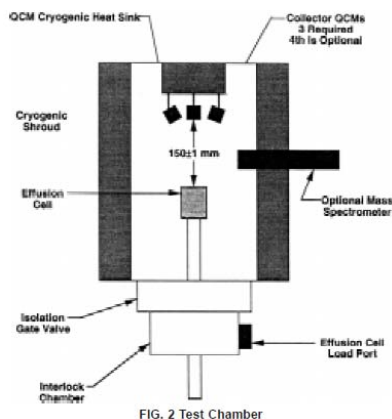 QCM Cryogenic Heat Sink
Collector QCMs
3 Required
4th Is Optional
Cryogenic
Shroud
150±1 mm
Effusion
Cell
Optional Mass
Spectrometer
Isolation
Gate Valve
Effusion Cell
Load Port
Interlock
Chamber
FIG. 2 Test Chamber